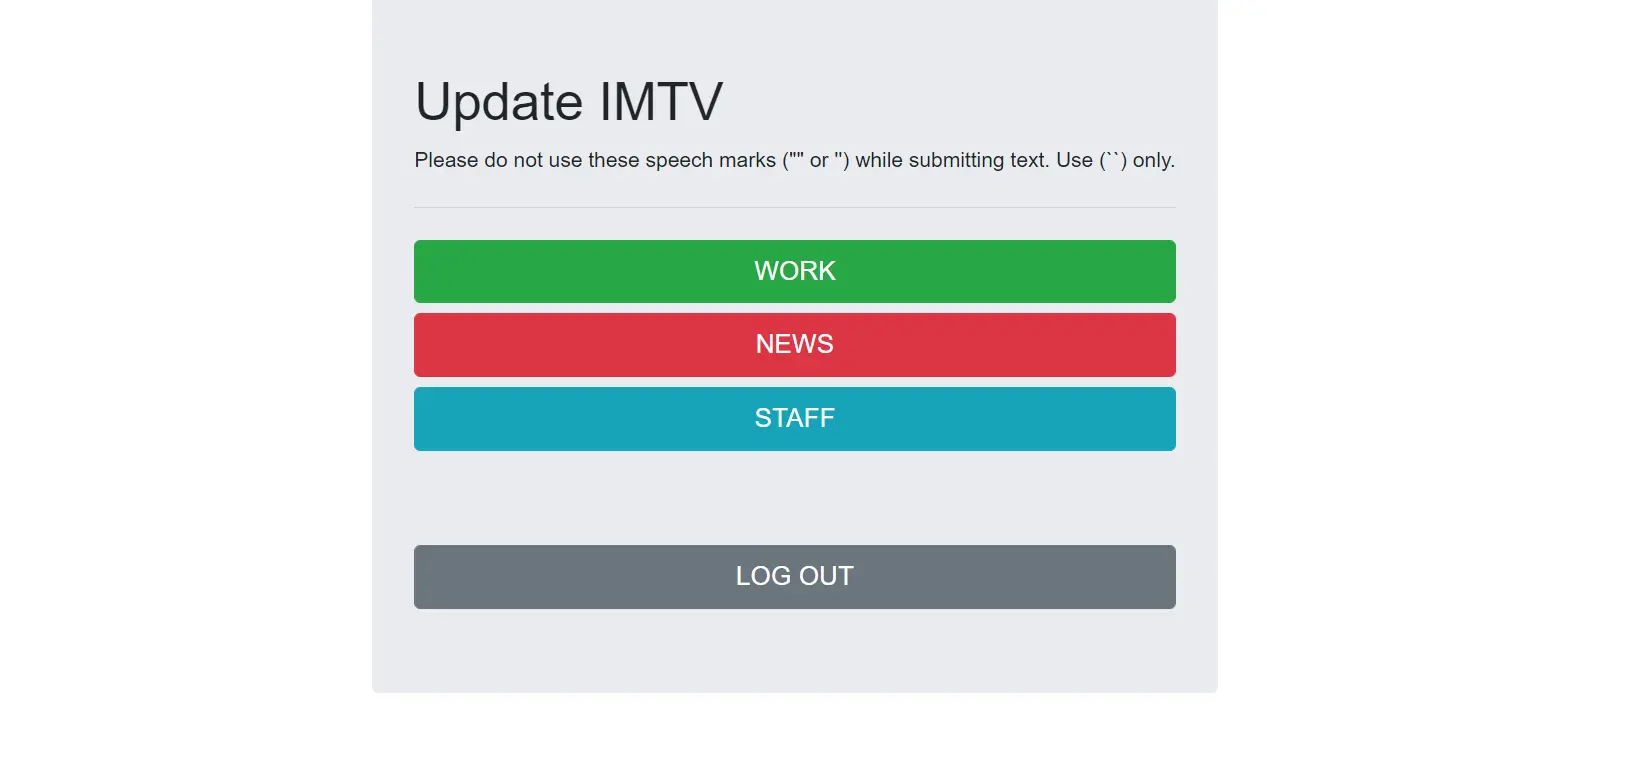 Update IMTV
Please do not use these speech marks ("" or '') while submitting text. Use (``) only.
WORK
NEWS
STAFF
LOG OUT